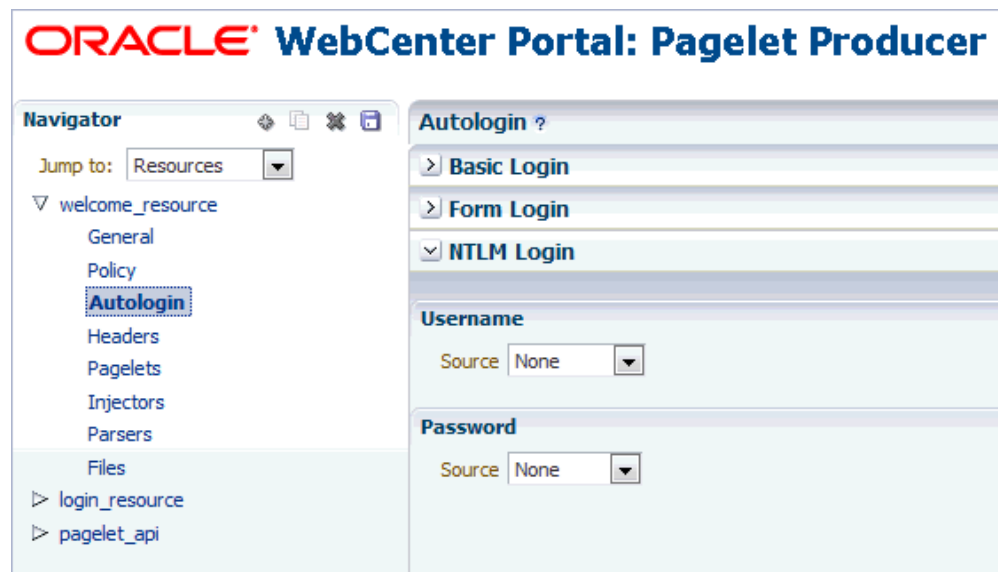 ORACLE WebCenter Portal: Pagelet Producer
Navigator
Jump to: Resources
welcome_resource
General
Policy
Autologin
Headers
Pagelets
Injectors
Parsers
Files
login_resource
pagelet_api
Autologin ?
Basic Login
Form Login
NTLM Login
Username
Source None
Password
Source None